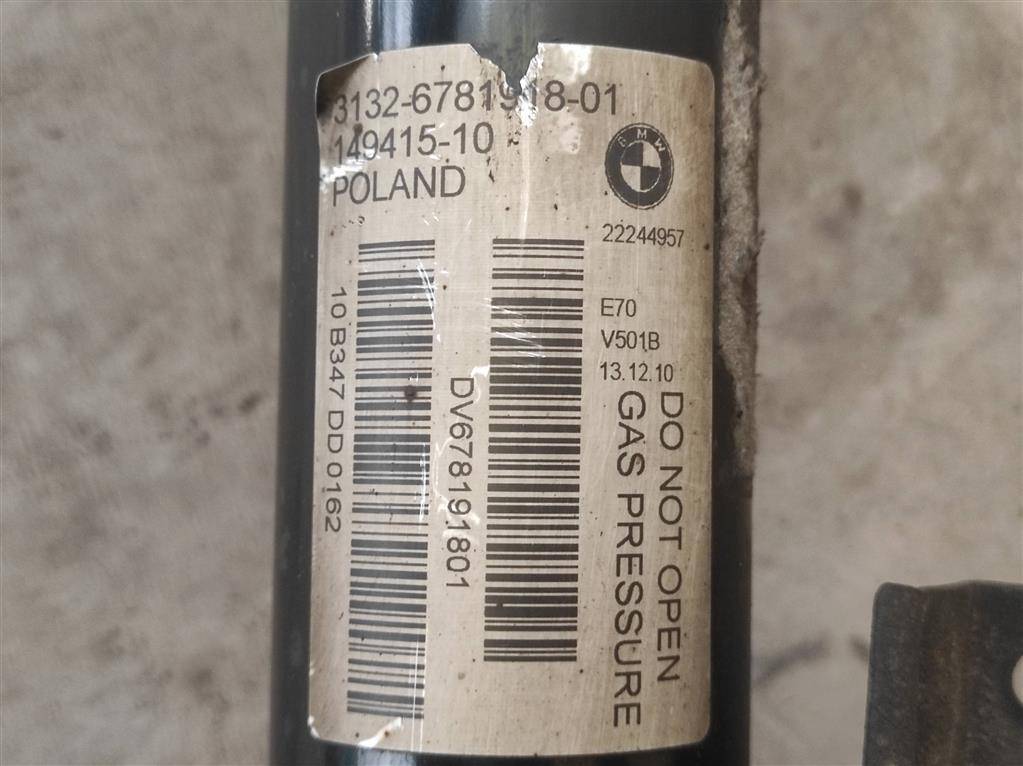 3132-6781918-01
149415-10
POLAND
BMW
22244957
E70
V501B
13.12.10
10 B347 DD 0162
DV678191801
DO NOT OPEN
GAS PRESSURE